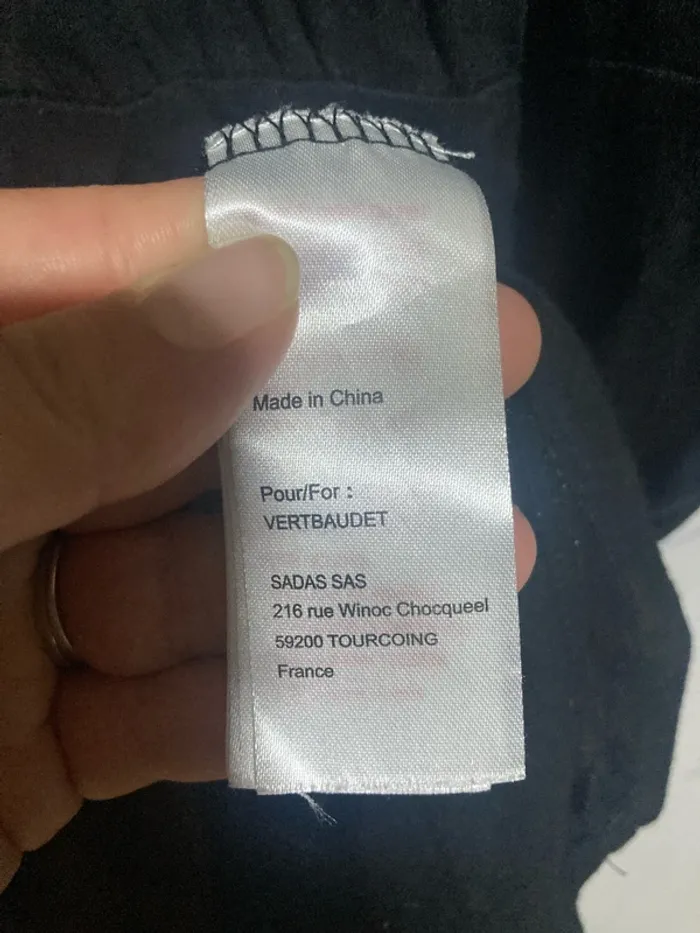 Made in China
Pour/For :
VERTBAUDET
SADAS SAS
216 rue Winoc Chocqueel
59200 TOURCOING
France